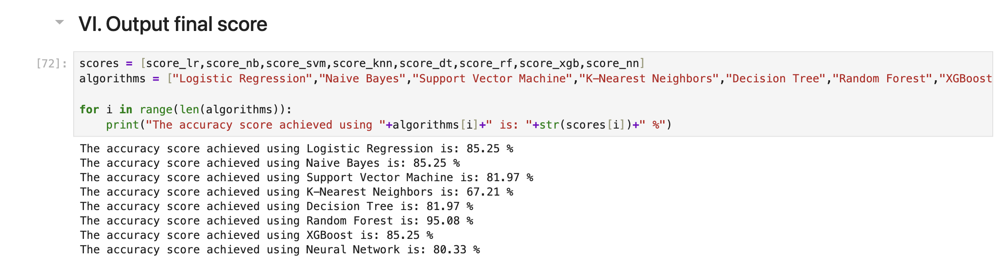 VI. Output final score
[72]:
scores = [score_lr,score_nb,score_svm,score_knn,score_dt,score_rf,score_xgb,score_nn]
algorithms = ["Logistic Regression","Naive Bayes","Support Vector Machine","K-Nearest Neighbors","Decision Tree","Random Forest","XGBoost
for i in range(len(algorithms)):
    print("The accuracy score achieved using "+algorithms[i]+" is: "+str(scores[i])+" %")
The accuracy score achieved using Logistic Regression is: 85.25 %
The accuracy score achieved using Naive Bayes is: 85.25 %
The accuracy score achieved using Support Vector Machine is: 81.97 %
The accuracy score achieved using K-Nearest Neighbors is: 67.21 %
The accuracy score achieved using Decision Tree is: 81.97 %
The accuracy score achieved using Random Forest is: 95.08 %
The accuracy score achieved using XGBoost is: 85.25 %
The accuracy score achieved using Neural Network is: 80.33 %